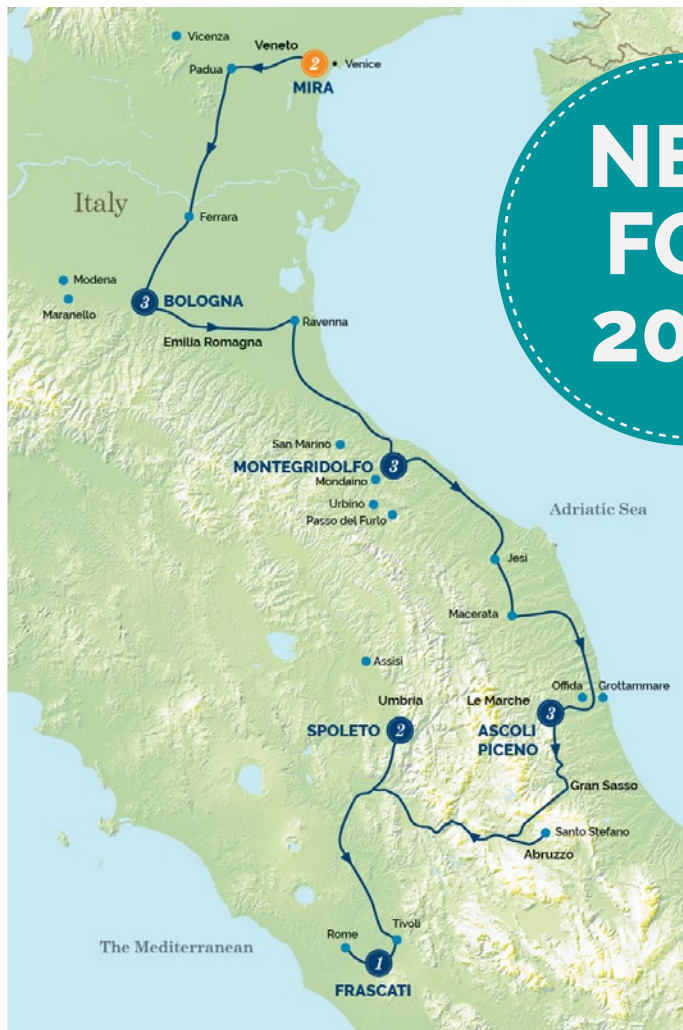 Vicenza
Veneto
2
Venice
Padua
MIRA
NE
FO
20
Italy
Ferrara
Modena
3
BOLOGNA
Maranello
Ravenna
Emilia Romagna
San Marino
MONTEGRIDOLFO
3
Mondaino
Urbino
Passo del Furlo
Adriatic Sea
Jesi
Macerata
Assisi
Umbria
Le Marche
Offida
Grottammare
SPOLETO
2
3
ASCOLI
PICENO
Gran Sasso
Santo Stefano
Abruzzo
Tivoli
Rome
The Mediterranean
1
FRASCATI